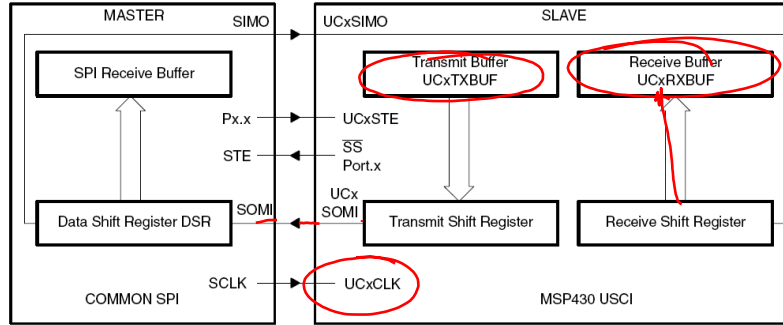 MASTER
SIMO
UCxSIMO
SLAVE
SPI Receive Buffer
Transmit Buffer
UCxTXBUF
Receive Buffer
UCxRXBUF
Px.x
UCxSTE
STE
SS
Port.x
UCx
SOMI
SOMI
Data Shift Register DSR
Transmit Shift Register
Receive Shift Register
SCLK
UCxCLK
COMMON SPI
MSP430 USCI